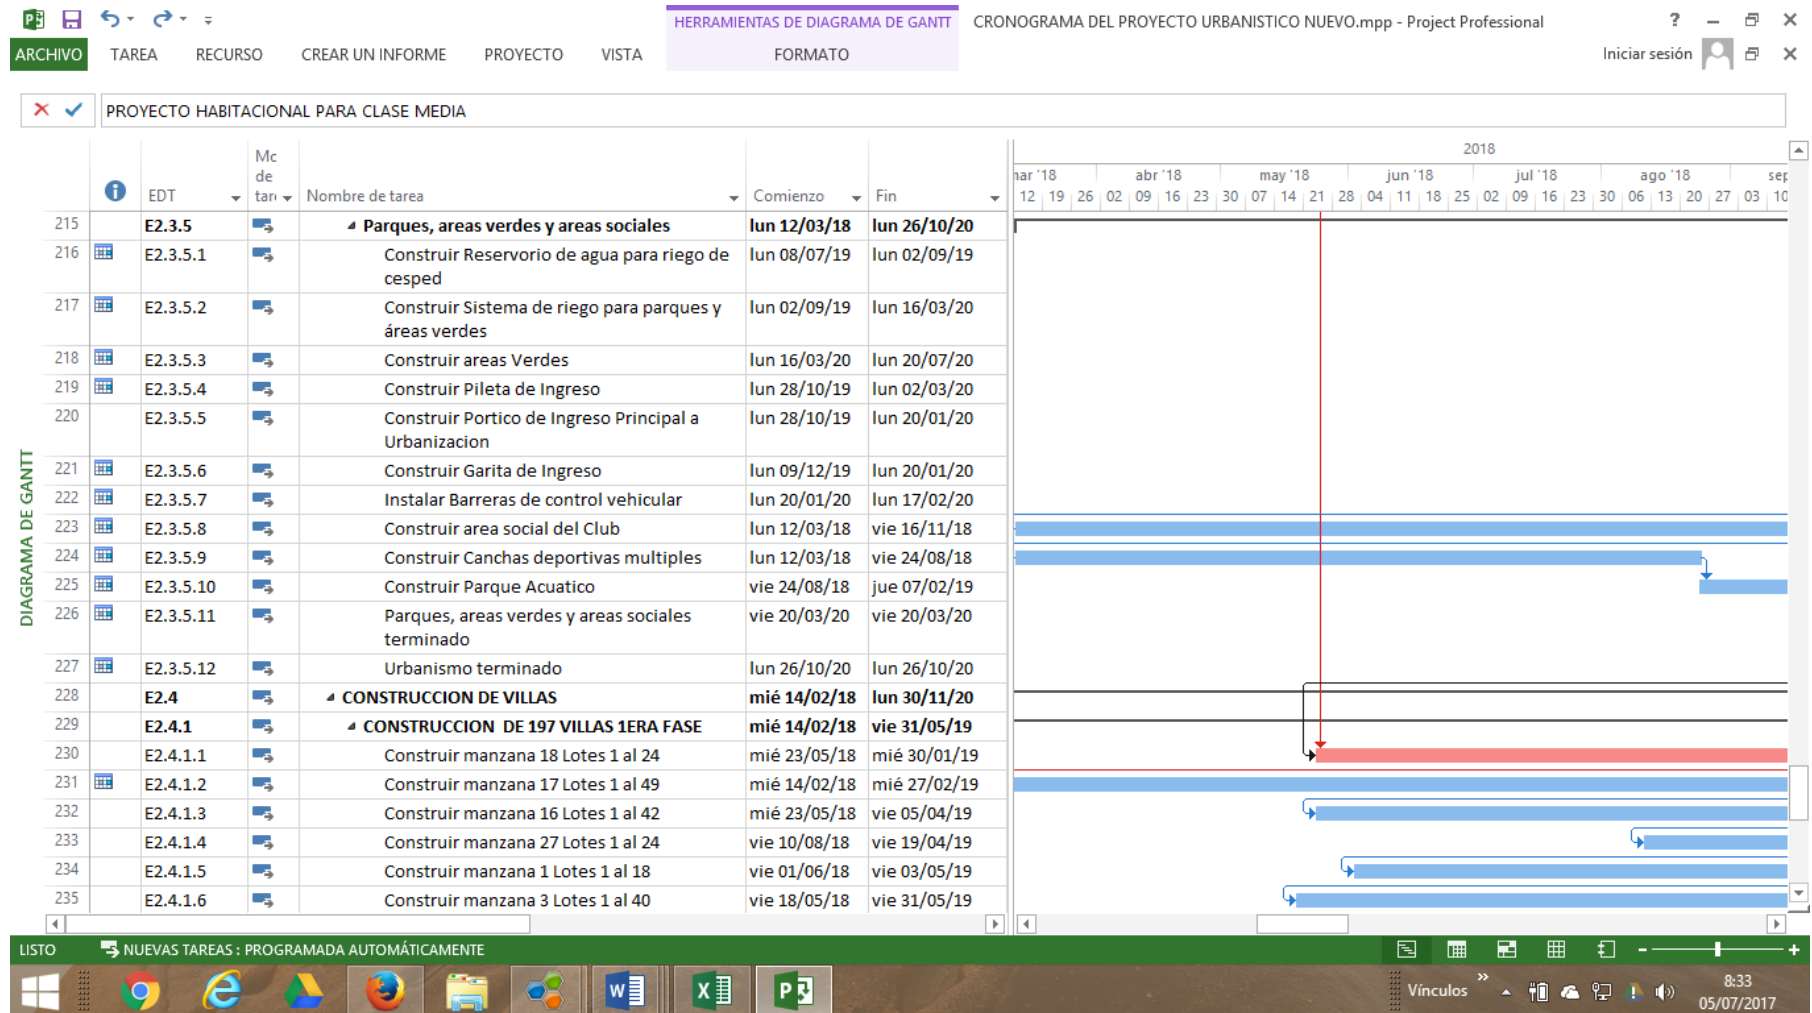 HERRAMIENTAS DE DIAGRAMA DE GANTT
CRONOGRAMA DEL PROYECTO URBANISTICO NUEVO.mpp - Project Professional
ARCHIVO TAREA RECURSO CREAR UN INFORME PROYECTO VISTA FORMATO Iniciar sesión
PROYECTO HABITACIONAL PARA CLASE MEDIA
EDT Mc de tare Nombre de tarea Comienzo Fin
2018
mar '18 abr '18 may '18 jun '18 jul '18 ago '18 sep
12 19 26 02 09 16 23 30 07 14 21 28 04 11 18 25 02 09 16 23 30 06 13 20 27 03 10
215 E2.3.5 Parques, areas verdes y areas sociales lun 12/03/18 lun 26/10/20
216 E2.3.5.1 Construir Reservorio de agua para riego de lun 08/07/19 lun 02/09/19
cesped
217 E2.3.5.2 Construir Sistema de riego para parques y lun 02/09/19 lun 16/03/20
áreas verdes
218 E2.3.5.3 Construir areas Verdes lun 16/03/20 lun 20/07/20
219 E2.3.5.4 Construir Pileta de Ingreso lun 28/10/19 lun 02/03/20
220 E2.3.5.5 Construir Portico de Ingreso Principal a lun 28/10/19 lun 20/01/20
Urbanizacion
221 E2.3.5.6 Construir Garita de Ingreso lun 09/12/19 lun 20/01/20
222 E2.3.5.7 Instalar Barreras de control vehicular lun 20/01/20 lun 17/02/20
223 E2.3.5.8 Construir area social del Club lun 12/03/18 vie 16/11/18
224 E2.3.5.9 Construir Canchas deportivas multiples lun 12/03/18 vie 24/08/18
225 E2.3.5.10 Construir Parque Acuatico vie 24/08/18 jue 07/02/19
226 E2.3.5.11 Parques, areas verdes y areas sociales vie 20/03/20 vie 20/03/20
terminado
227 E2.3.5.12 Urbanismo terminado lun 26/10/20 lun 26/10/20
228 E2.4 CONSTRUCCION DE VILLAS mié 14/02/18 lun 30/11/20
229 E2.4.1 CONSTRUCCION DE 197 VILLAS 1ERA FASE mié 14/02/18 vie 31/05/19
230 E2.4.1.1 Construir manzana 18 Lotes 1 al 24 mié 23/05/18 mié 30/01/19
231 E2.4.1.2 Construir manzana 17 Lotes 1 al 49 mié 14/02/18 mié 27/02/19
232 E2.4.1.3 Construir manzana 16 Lotes 1 al 42 mié 23/05/18 vie 05/04/19
233 E2.4.1.4 Construir manzana 27 Lotes 1 al 24 vie 10/08/18 vie 19/04/19
234 E2.4.1.5 Construir manzana 1 Lotes 1 al 18 vie 01/06/18 vie 03/05/19
235 E2.4.1.6 Construir manzana 3 Lotes 1 al 40 vie 18/05/18 vie 31/05/19
DIAGRAMA DE GANTT
LISTO NUEVAS TAREAS : PROGRAMADA AUTOMÁTICAMENTE
Vínculos
8:33
05/07/2017